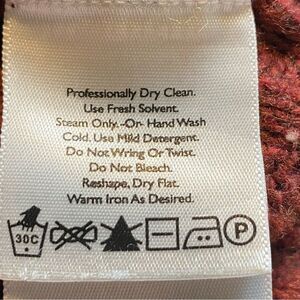 Professionally Dry Clean.
Use Fresh Solvent.
Steam Only. -Or- Hand Wash
Cold. Use Mild Detergent.
Do Not Wring Or Twist.
Do Not Bleach.
Reshape, Dry Flat.
Warm Iron As Desired.
30C P